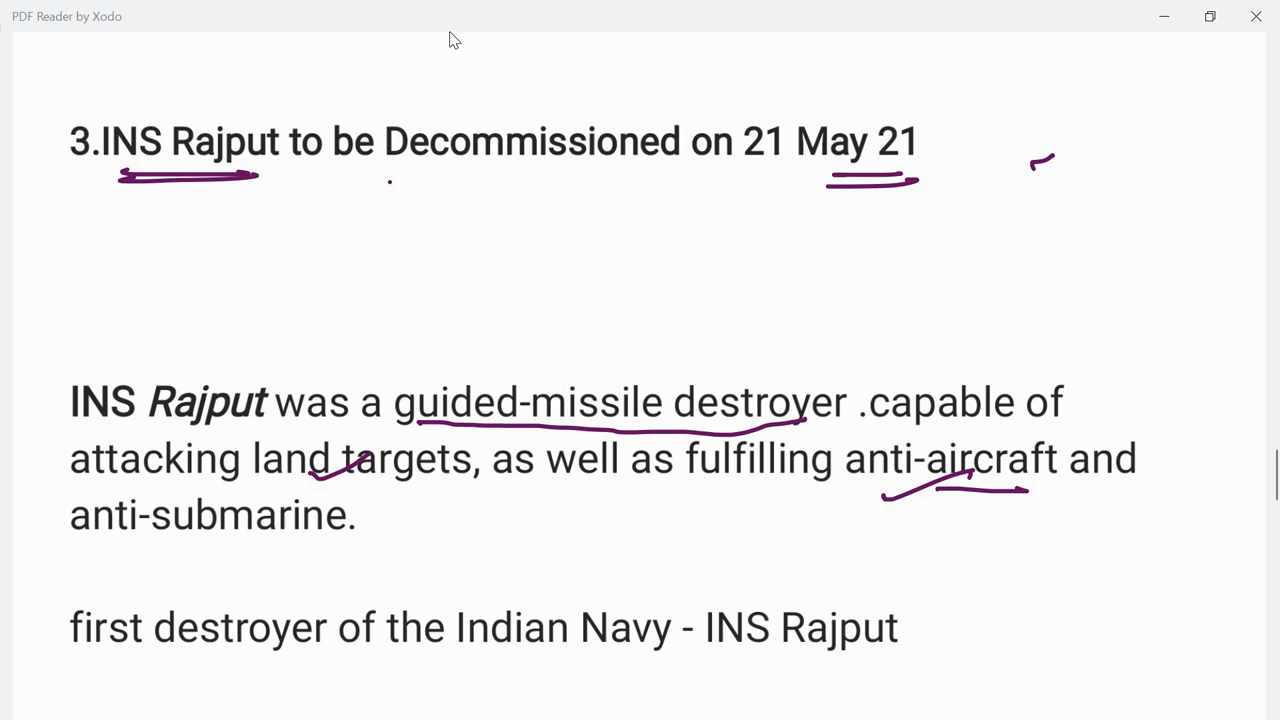 PDF Reader by Xodo
3.INS Rajput to be Decommissioned on 21 May 21
INS Rajput was a guided-missile destroyer .capable of
attacking land targets, as well as fulfilling anti-aircraft and
anti-submarine.
first destroyer of the Indian Navy - INS Rajput